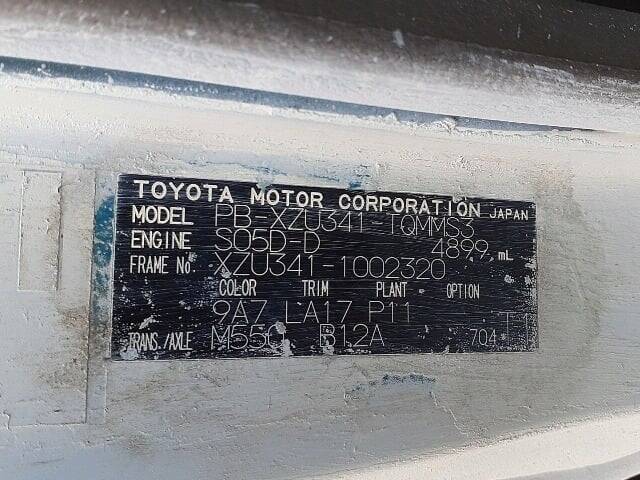 TOYOTA MOTOR CORPORATION JAPAN
MODEL PB-XZU341-TQMMS3
ENGINE S05D-D 4899 mL
FRAME No. XZU341-1002320
COLOR TRIM PLANT OPTION
9A7 LA17 P11
TRANS./AXLE B12A 704